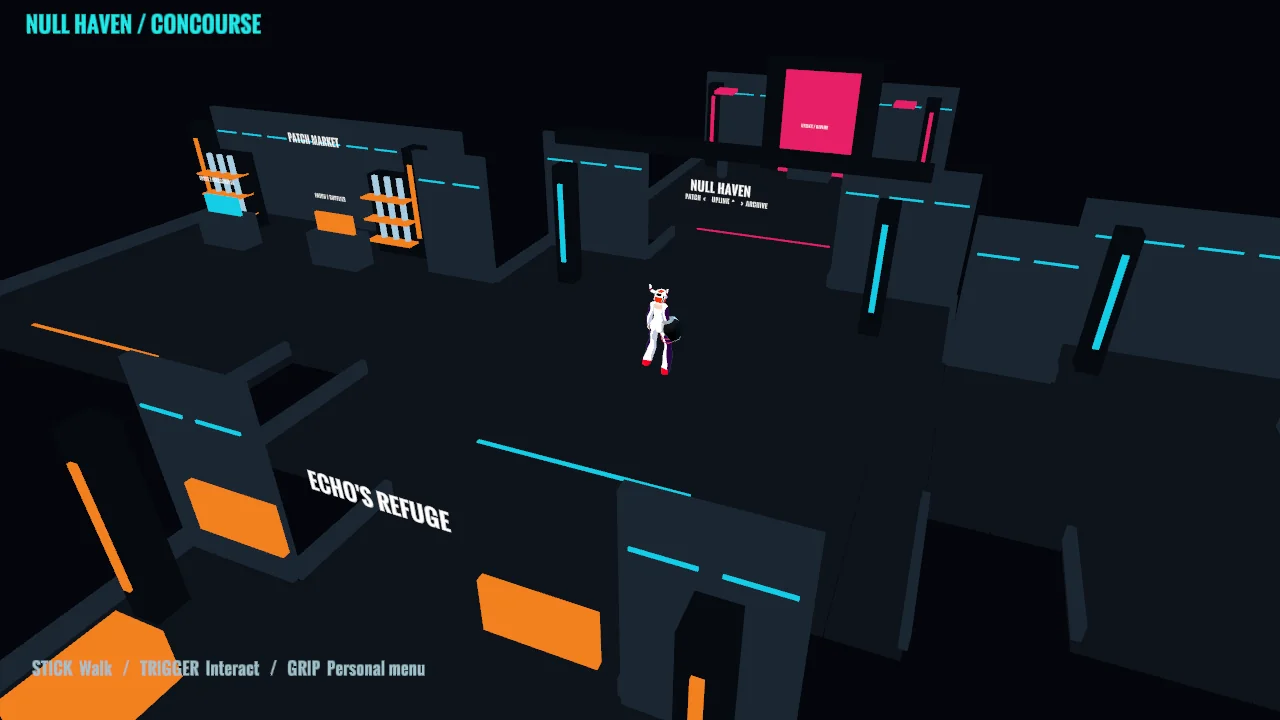 NULL HAVEN / CONCOURSE
PATCH MARKET
NULL HAVEN
PATCH < UPLINK ^ > ARCHIVE
ECHO'S REFUGE
STICK Walk / TRIGGER Interact / GRIP Personal menu